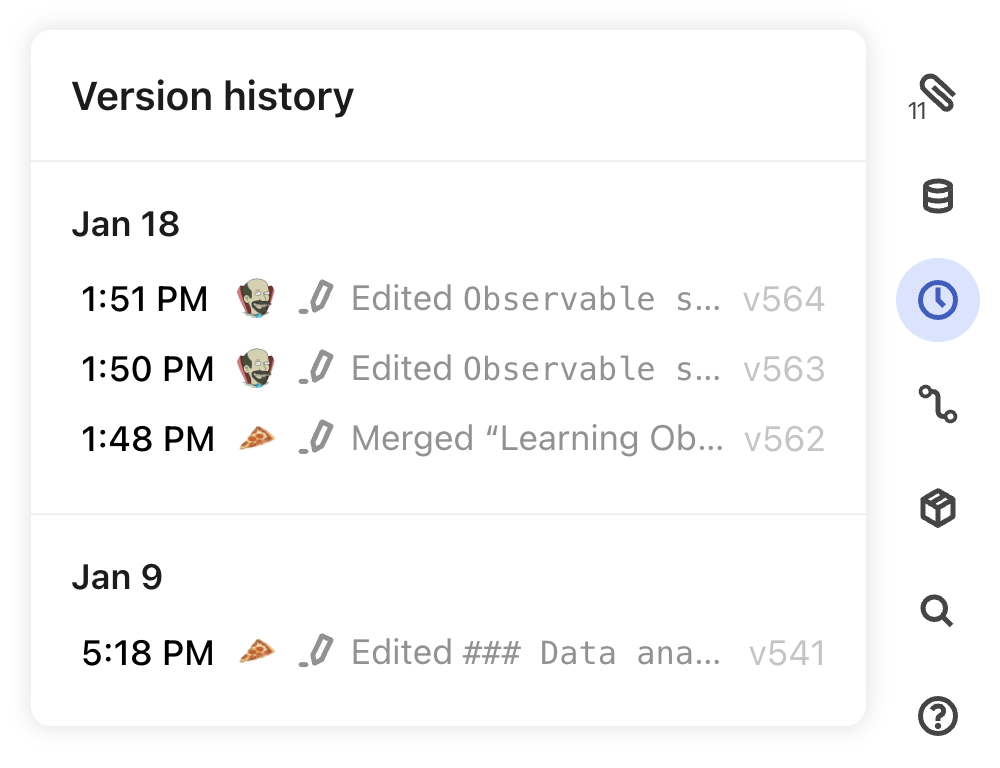 Version history
11
Jan 18
1:51 PM Edited Observable s... v564
1:50 PM Edited Observable s... v563
1:48 PM Merged “Learning Ob... v562
Jan 9
5:18 PM Edited ### Data ana... v541